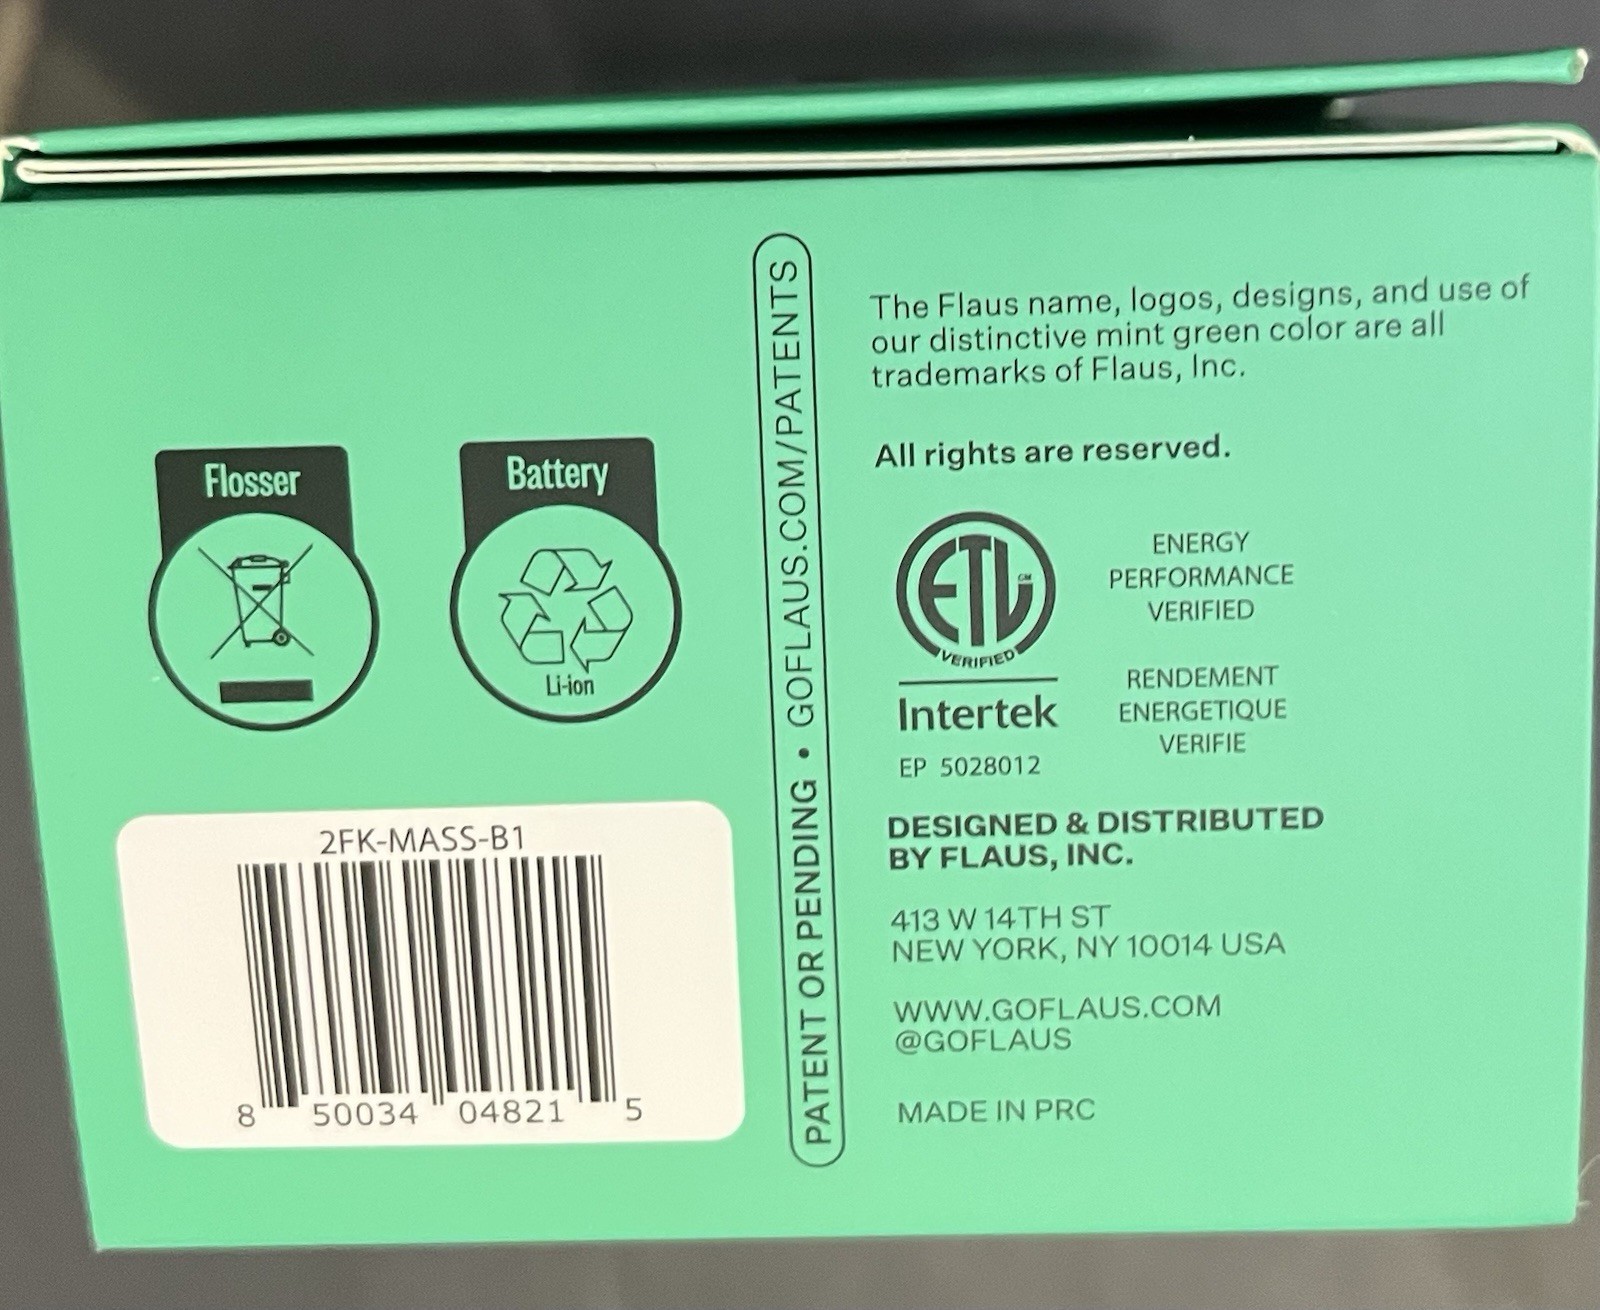 Flosser
Battery
Li-ion
2FK-MASS-B1
8 50034 04821 5
PATENT OR PENDING • GOFLAUS.COM/PATENTS
The Flaus name, logos, designs, and use of
our distinctive mint green color are all
trademarks of Flaus, Inc.
All rights are reserved.
ETL CM
VERIFIED
Intertek
EP 5028012
ENERGY
PERFORMANCE
VERIFIED
RENDEMENT
ENERGETIQUE
VERIFIE
DESIGNED & DISTRIBUTED
BY FLAUS, INC.
413 W 14TH ST
NEW YORK, NY 10014 USA
WWW.GOFLAUS.COM
@GOFLAUS
MADE IN PRC